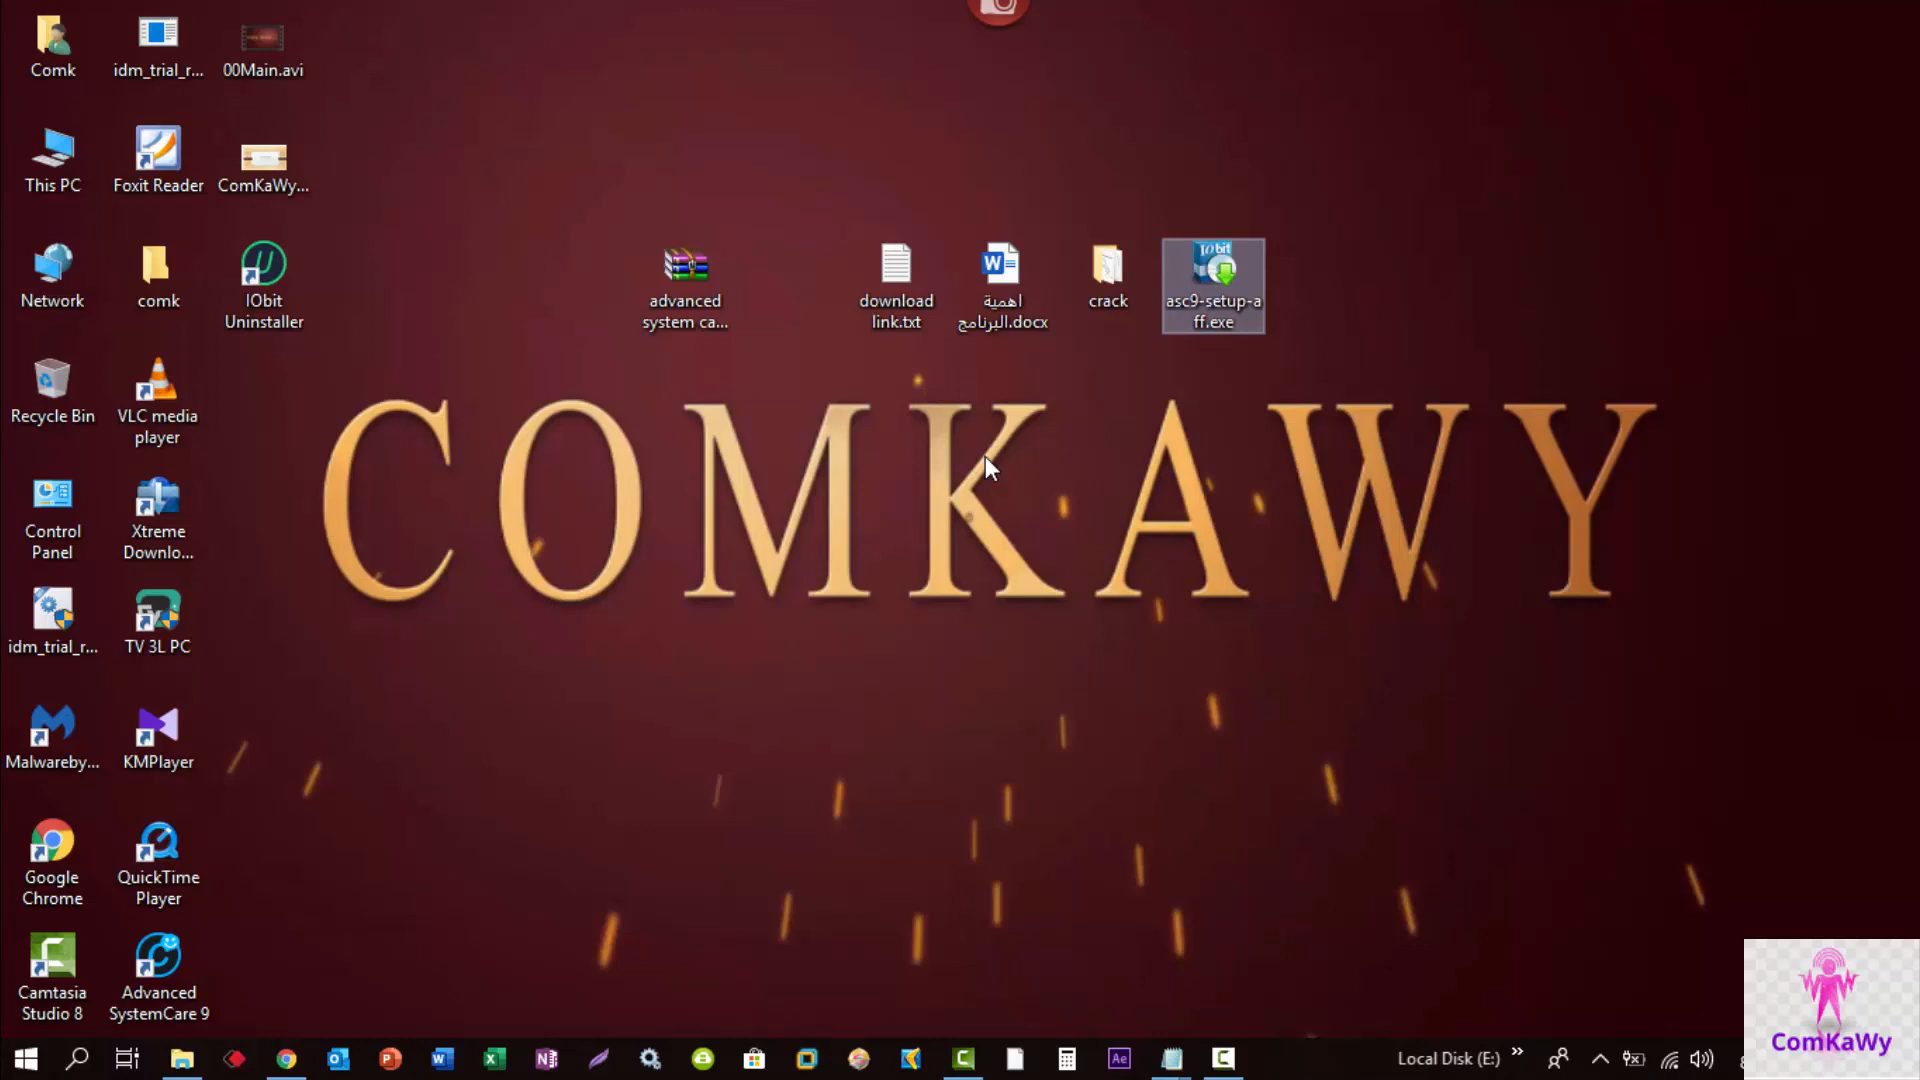 Comk
idm_trial_r...
00Main.avi
This PC
Foxit Reader
ComKaWy...
Network
comk
IObit
Uninstaller
advanced
system ca...
download
link.txt
اهمية
البرنامج.docx
crack
IObit
asc9-setup-a
ff.exe
Recycle Bin
VLC media
player
COMKAWY
Control
Panel
Xtreme
Downlo...
idm_trial_r...
TV 3L PC
Malwareby...
KMPlayer
Google
Chrome
QuickTime
Player
Camtasia
Studio 8
Advanced
SystemCare 9
Local Disk (E:)
ComKaWy